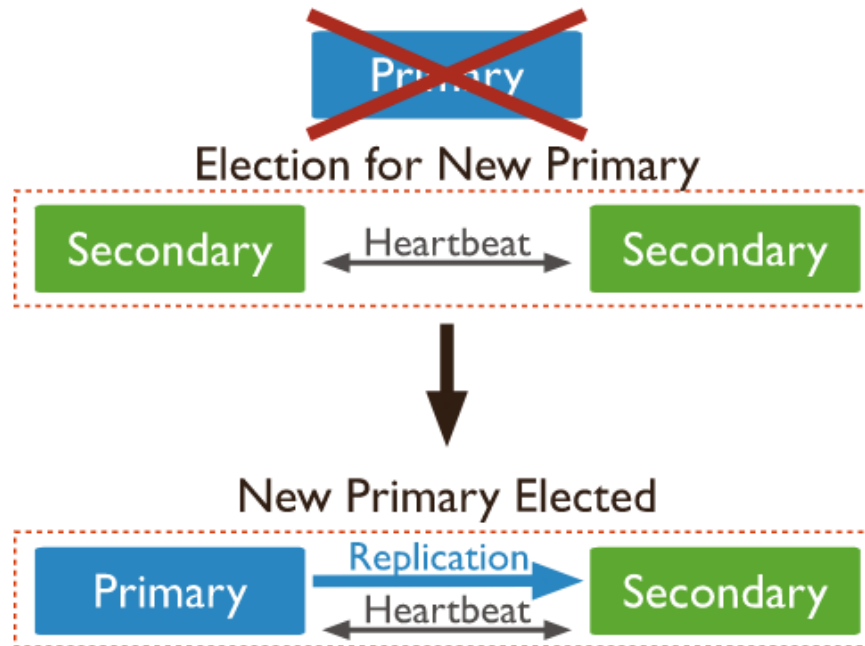 Primary
Election for New Primary
Secondary
Heartbeat
Secondary
New Primary Elected
Primary
Replication
Heartbeat
Secondary